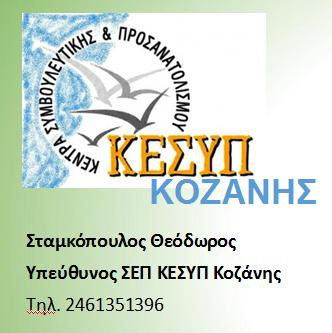 ΚΕΝΤΡΑ ΣΥΜΒΟΥΛΕΥΤΙΚΗΣ & ΠΡΟΣΑΝΑΤΟΛΙΣΜΟΥ
ΚΕΣΥΠ
ΚΟΖΑΝΗΣ
Σταμκόπουλος Θεόδωρος
Υπεύθυνος ΣΕΠ ΚΕΣΥΠ Κοζάνης
Τηλ. 2461351396